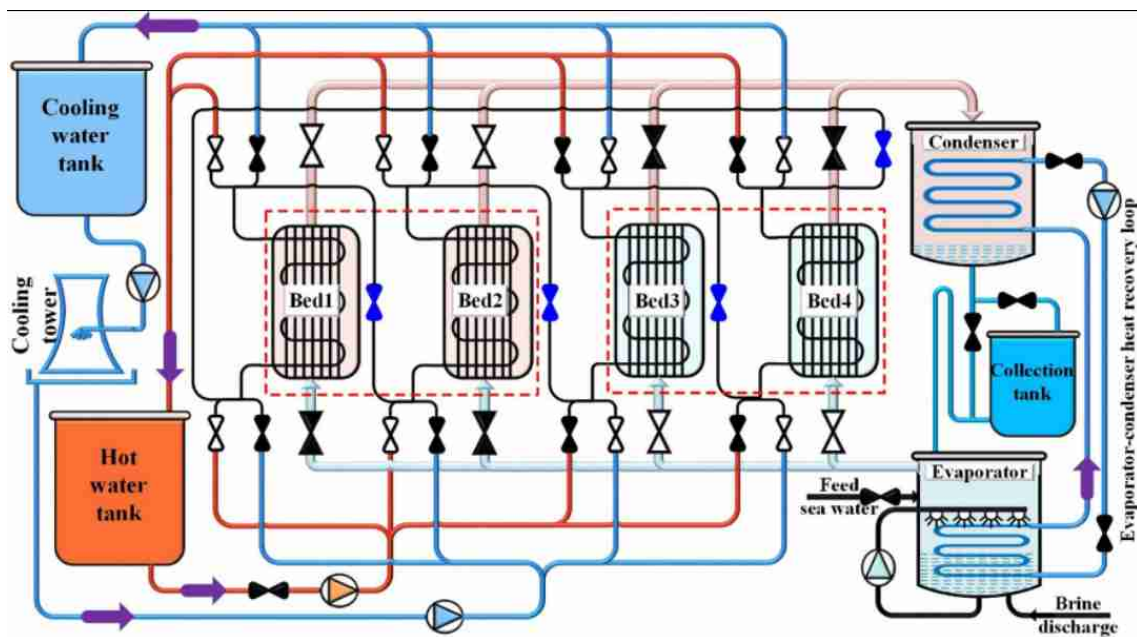 Cooling
water
tank
Cooling
tower
Hot
water
tank
Bed1
Bed2
Bed3
Bed4
Condenser
Collection
tank
Evaporator-condenser heat recovery loop
Evaporator
Feed
sea water
Brine
discharge